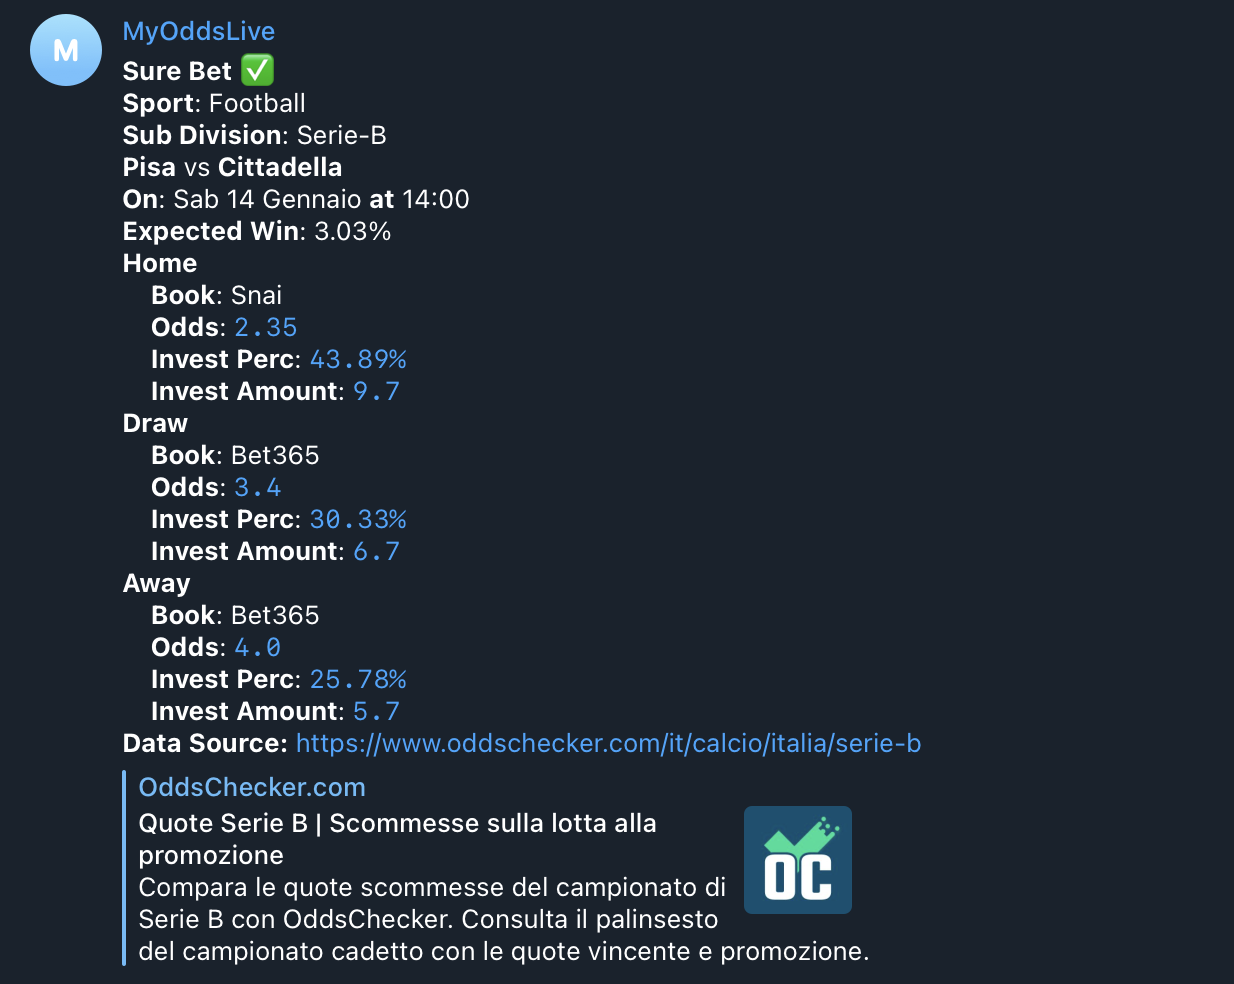 M
MyOddsLive
Sure Bet ✅
Sport: Football
Sub Division: Serie-B
Pisa vs Cittadella
On: Sab 14 Gennaio at 14:00
Expected Win: 3.03%
Home
Book: Snai
Odds: 2.35
Invest Perc: 43.89%
Invest Amount: 9.7
Draw
Book: Bet365
Odds: 3.4
Invest Perc: 30.33%
Invest Amount: 6.7
Away
Book: Bet365
Odds: 4.0
Invest Perc: 25.78%
Invest Amount: 5.7
Data Source: https://www.oddschecker.com/it/calcio/italia/serie-b
OddsChecker.com
Quote Serie B | Scommesse sulla lotta alla
promozione
Compara le quote scommesse del campionato di
Serie B con OddsChecker. Consulta il palinsesto
del campionato cadetto con le quote vincente e promozione.
OC